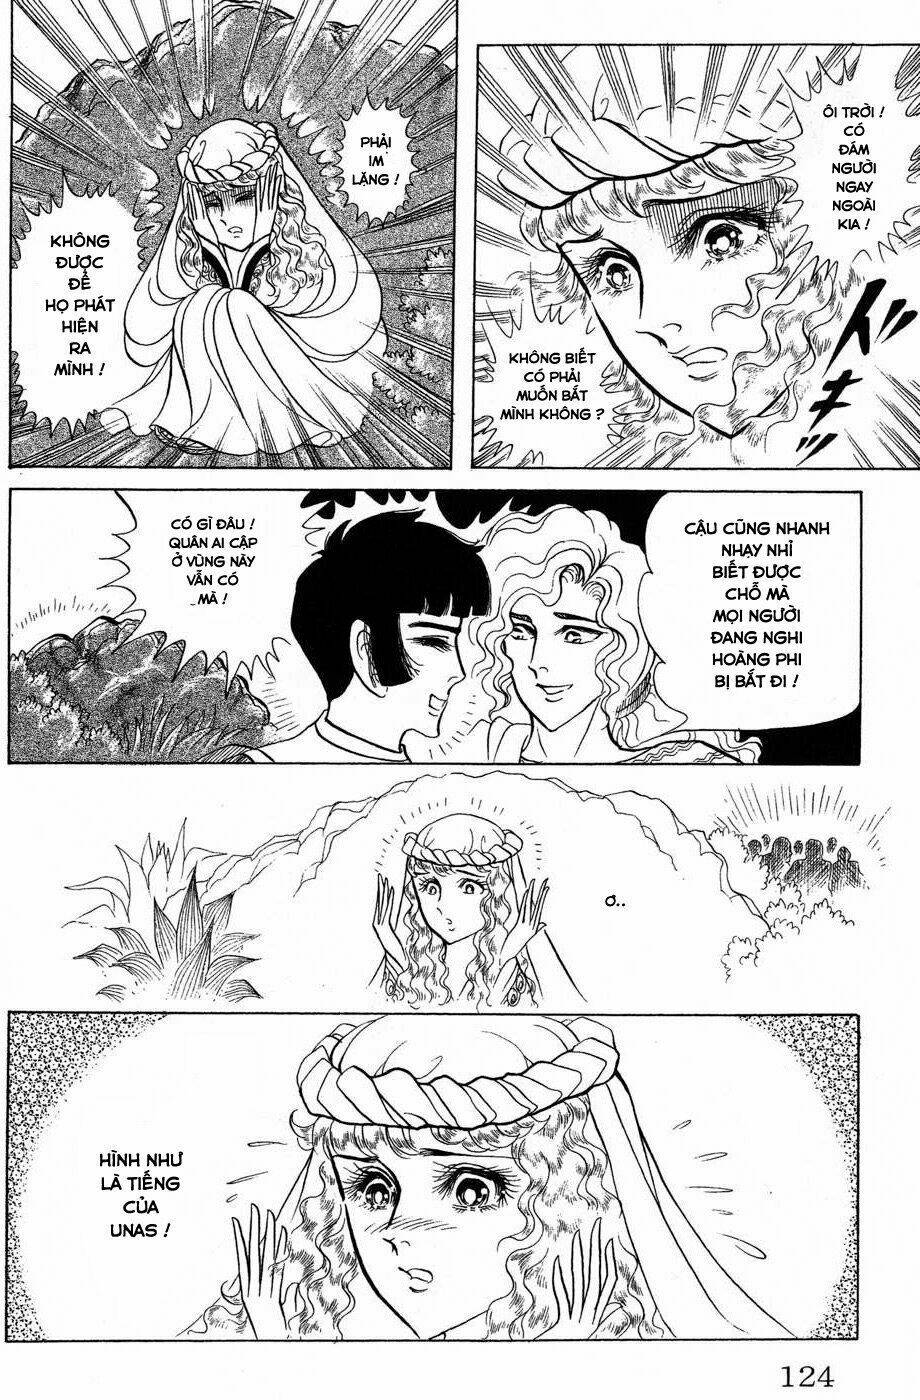 ÔI TRỜI !
CÓ
ĐÁM
NGƯỜI
NGAY
NGOÀI
KIA !
KHÔNG BIẾT
CÓ PHẢI
MUỐN BẮT
MÌNH KHÔNG ?
ドキッ
PHẢI
IM
LẶNG !
KHÔNG
ĐƯỢC
ĐỂ
HỌ PHÁT
HIỆN
RA
MÌNH !
CẬU CŨNG NHANH
NHẠY NHỈ
BIẾT ĐƯỢC
CHỖ MÀ
MỌI NGƯỜI
ĐANG NGHI
HOÀNG PHI
BỊ BẮT ĐI !
CÓ GÌ ĐÂU !
QUÂN AI CẬP
Ở VÙNG NÀY
VẪN CÓ
MÀ !
Ơ..
HÌNH NHƯ
LÀ TIẾNG
CỦA
UNAS !
124